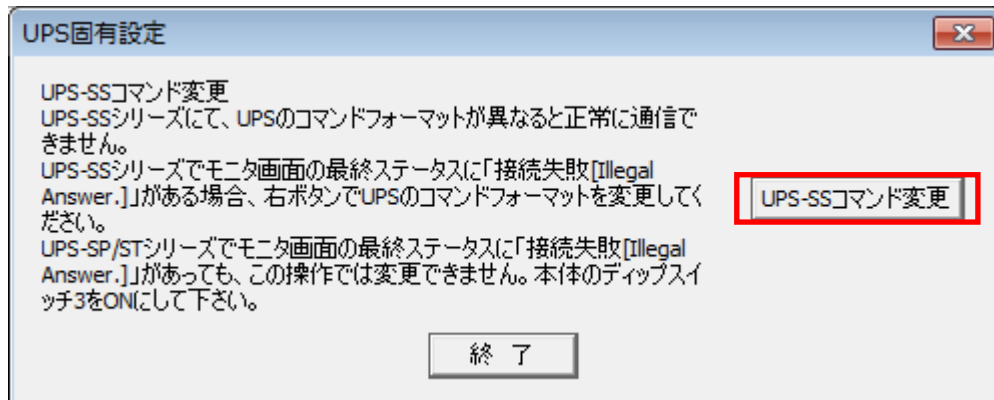 UPS固有設定
UPS-SSコマンド変更
UPS-SSシリーズにて、UPSのコマンドフォーマットが異なると正常に通信で
きません。
UPS-SSシリーズでモニタ画面の最終ステータスに「接続失敗[Illegal
Answer.]」がある場合、右ボタンでUPSのコマンドフォーマットを変更してく
ださい。
UPS-SP/STシリーズでモニタ画面の最終ステータスに「接続失敗[Illegal
Answer.]」があっても、この操作では変更できません。本体のディップスイ
ッチ3をONにして下さい。
UPS-SSコマンド変更
終 了